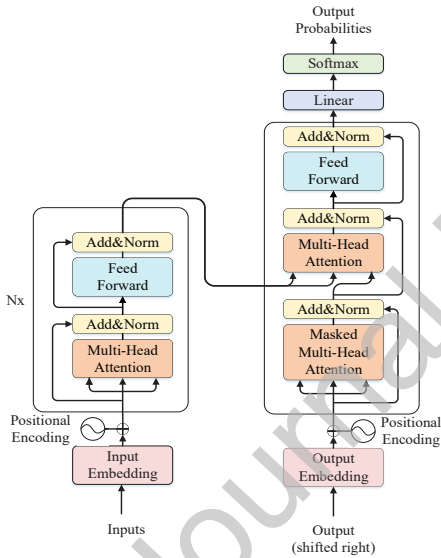 Output
Probabilities
Softmax
Linear
Add&Norm
Feed
Forward
Add&Norm
Multi-Head
Attention
Add&Norm
Masked
Multi-Head
Attention
Positional
Encoding
Output
Embedding
Output
(shifted right)
Nx
Add&Norm
Feed
Forward
Add&Norm
Multi-Head
Attention
Positional
Encoding
Input
Embedding
Inputs
Journal